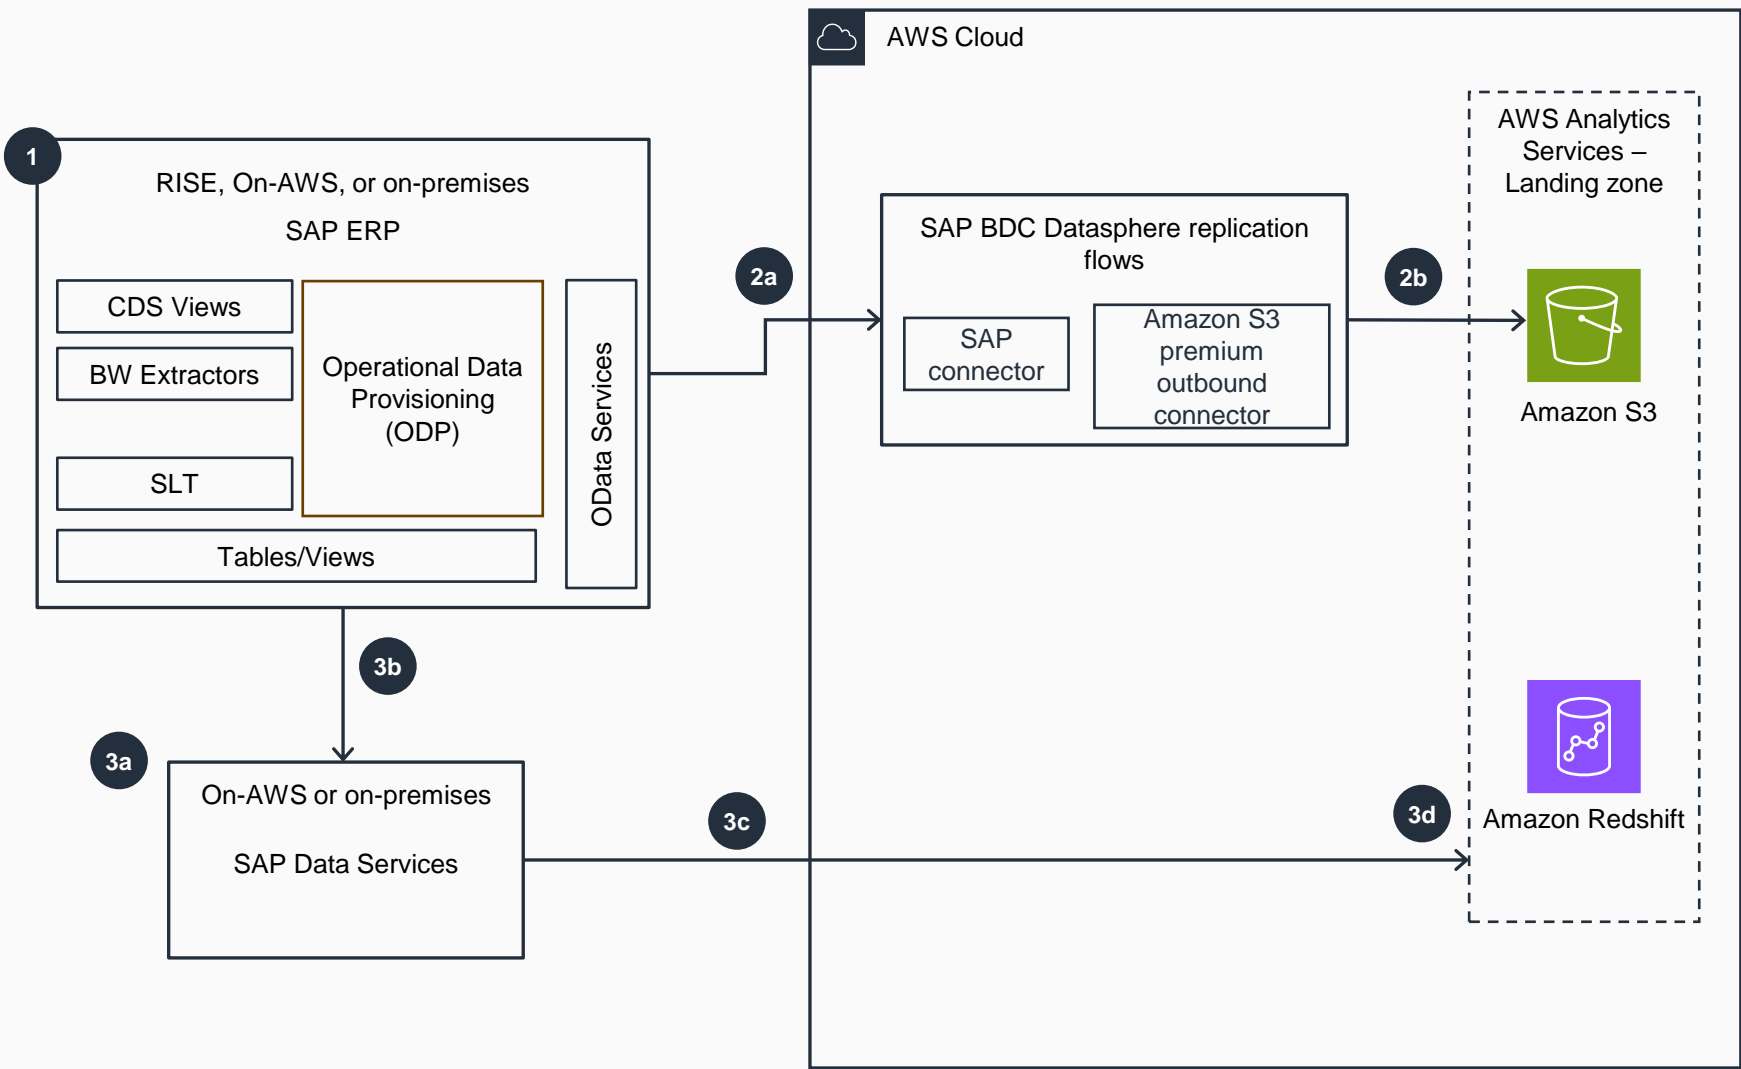 AWS Cloud
1
RISE, On-AWS, or on-premises
SAP ERP
CDS Views
BW Extractors
SLT
Operational Data
Provisioning
(ODP)
OData Services
Tables/Views
2a
SAP BDC Datasphere replication
flows
SAP
connector
Amazon S3
premium
outbound
connector
2b
AWS Analytics
Services –
Landing zone
Amazon S3
3b
3a
On-AWS or on-premises
SAP Data Services
3c
3d
Amazon Redshift